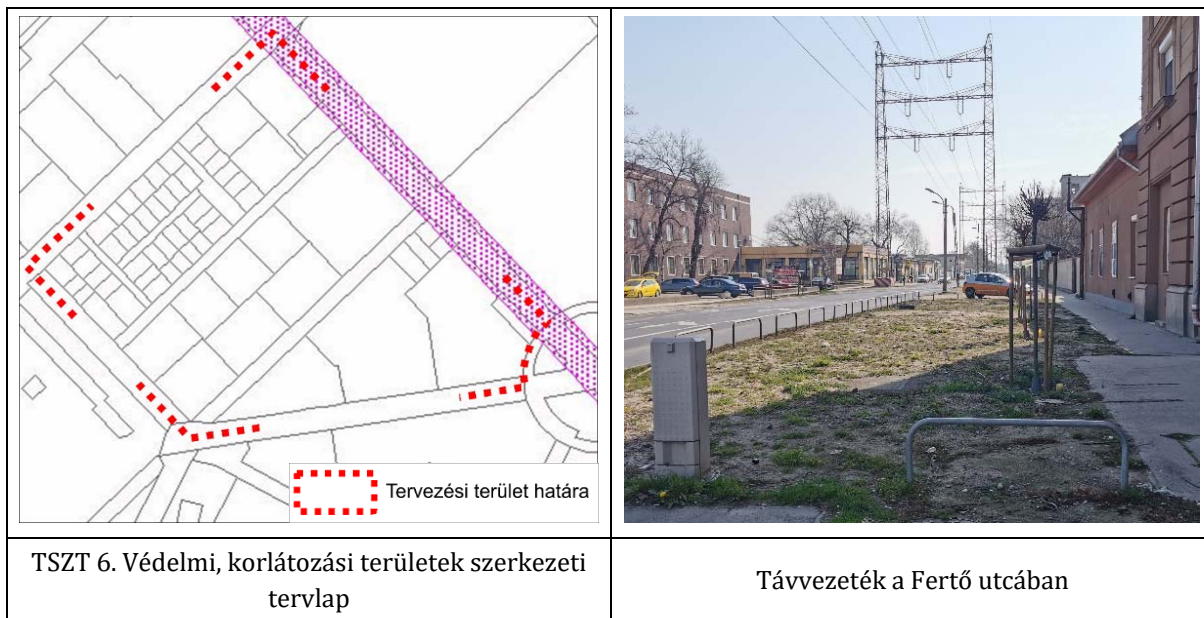 Tervezési terület határa
TSZT 6. Védelmi, korlátozási területek szerkezeti
tervlap
Távvezeték a Fertő utcában